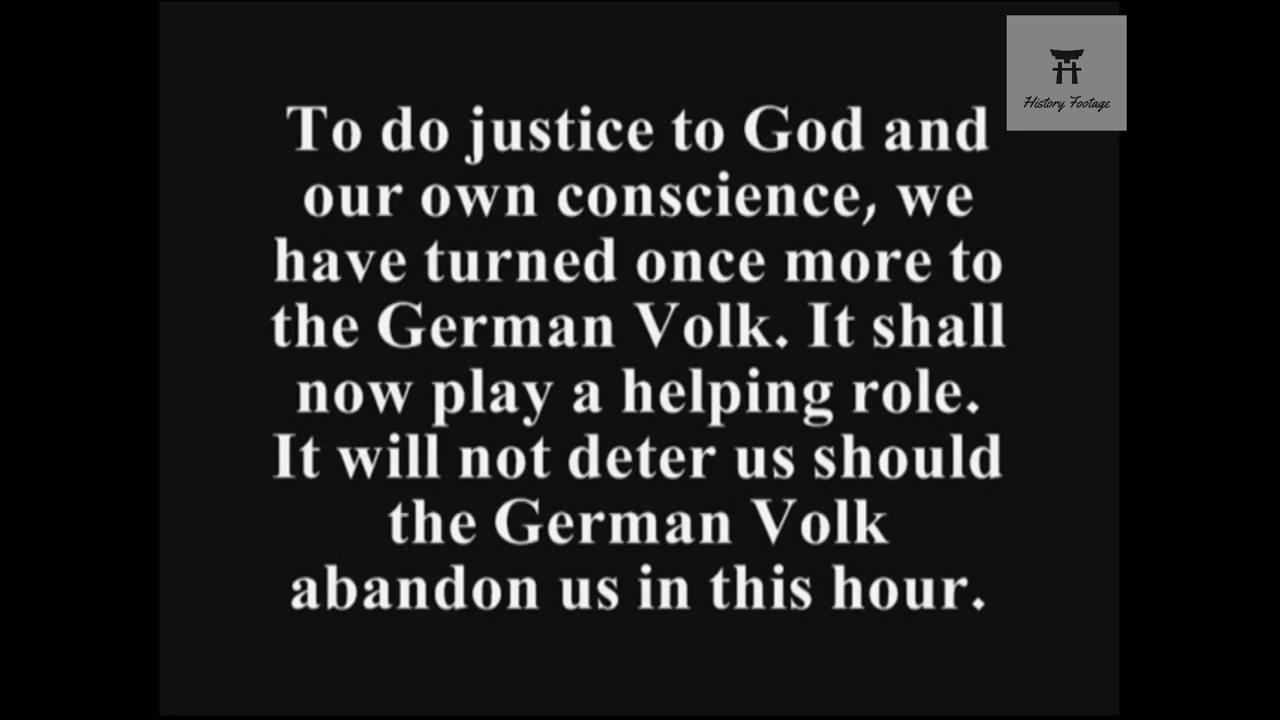 History Footage
To do justice to God and
our own conscience, we
have turned once more to
the German Volk. It shall
now play a helping role.
It will not deter us should
the German Volk
abandon us in this hour.